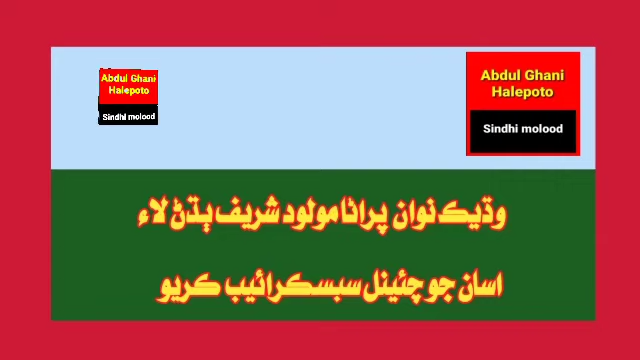 Abdul Ghani
Halepoto
Sindhi molood
Abdul Ghani
Halepoto
Sindhi molood
وڌيڪ نوان پراڻا مولود شريف ٻڌڻ لاءِ
اسان جو چئينل سبسڪرائيب ڪريو